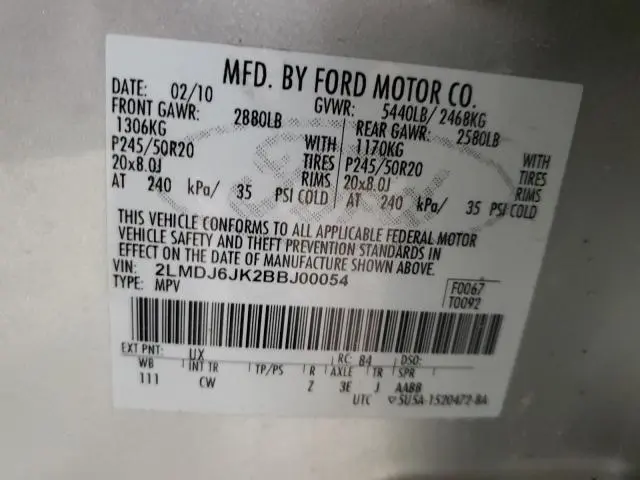 MFD. BY FORD MOTOR CO.
DATE: 02/10 GVWR: 5440LB/ 2468KG
FRONT GAWR: 2880LB REAR GAWR: 2580LB
1306KG WITH 1170KG WITH
P245/50R20 TIRES P245/50R20 TIRES
20x8.0J RIMS 20x8.0J RIMS
AT 240 kPa/ 35 PSI COLD AT 240 kPa/ 35 PSI COLD
THIS VEHICLE CONFORMS TO ALL APPLICABLE FEDERAL MOTOR
VEHICLE SAFETY AND THEFT PREVENTION STANDARDS IN
EFFECT ON THE DATE OF MANUFACTURE SHOWN ABOVE.
VIN: 2LMDJ6JK2BBJ00054 F0067
TYPE: MPV T0092
EXT PNT: UX RC: 84 DSO:
WB INT TR TP/PS R AXLE TR SPR
111 CW Z 3E J AABB
UTC ▽5U5A-1520472-BA